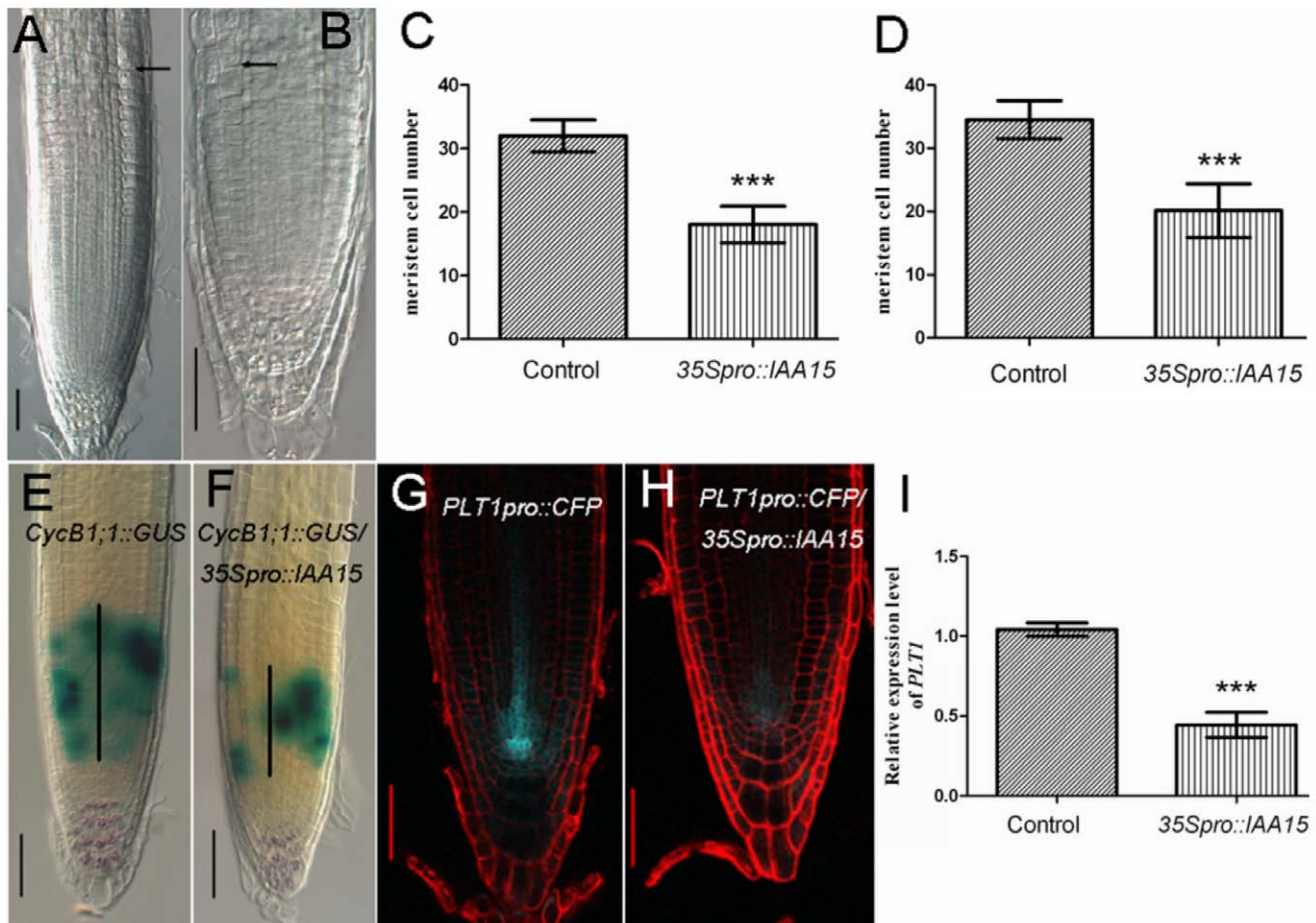 A
B
C
40
30
20
10
0
meristem cell number
***
Control
35Spro::IAA15
D
40
30
20
10
0
meristem cell number
***
Control
35Spro::IAA15
E
CycB1;1::GUS
F
CycB1;1::GUS/
35Spro::IAA15
G
PLT1pro::CFP
H
PLT1pro::CFP/
35Spro::IAA15
I
1.5
1.0
0.5
0.0
Relative expression level
of PLT1
***
Control
35Spro::IAA15